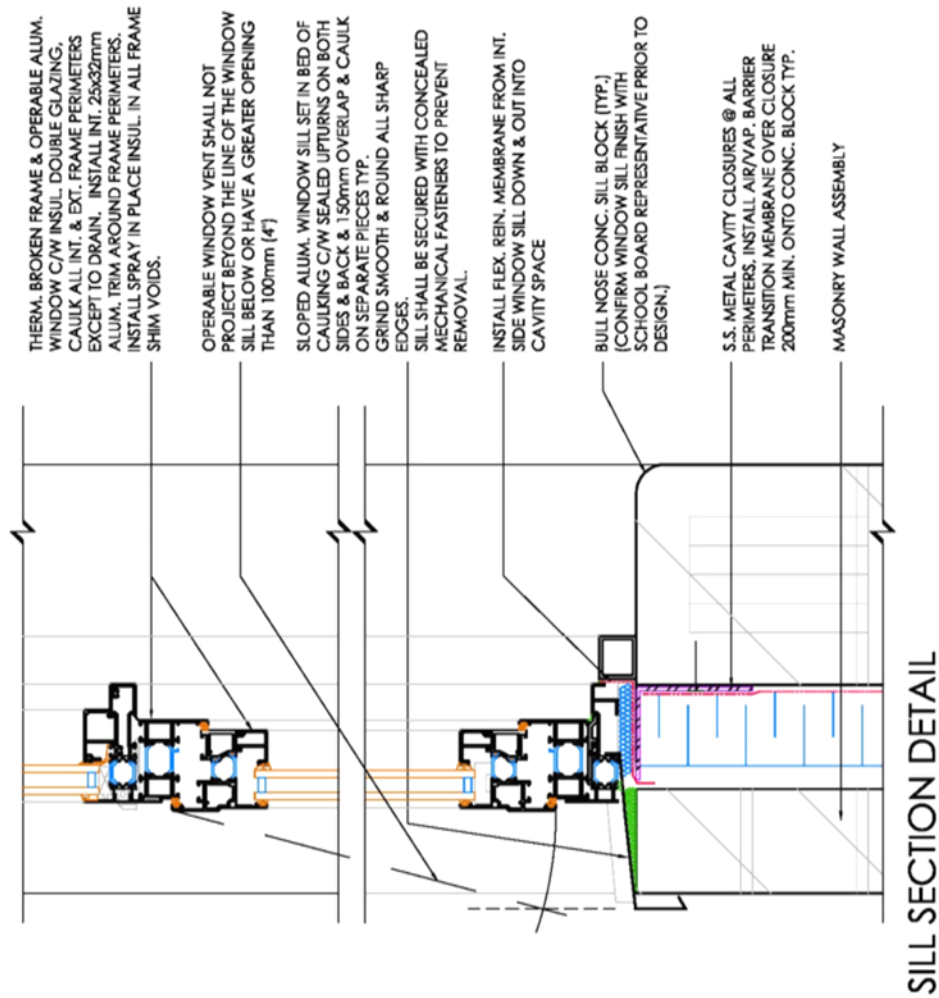 THERM. BROKEN FRAME & OPERABLE ALUM.
WINDOW C/W INSUL. DOUBLE GLAZING,
CAULK ALL INT. & EXT. FRAME PERIMETERS
EXCEPT TO DRAIN. INSTALL INT. 25x32mm
ALUM. TRIM AROUND FRAME PERIMETERS.
INSTALL SPRAY IN PLACE INSUL. IN ALL FRAME
SHIM VOIDS.
OPERABLE WINDOW VENT SHALL NOT
PROJECT BEYOND THE LINE OF THE WINDOW
SILL BELOW OR HAVE A GREATER OPENING
THAN 100mm (4")
SLOPED ALUM. WINDOW SILL SET IN BED OF
CAULKING C/W SEALED UPTURNS ON BOTH
SIDES & BACK & 150mm OVERLAP & CAULK
ON SEPARATE PIECES TYP.
GRIND SMOOTH & ROUND ALL SHARP
EDGES.
SILL SHALL BE SECURED WITH CONCEALED
MECHANICAL FASTENERS TO PREVENT
REMOVAL.
INSTALL FLEX. REIN. MEMBRANE FROM INT.
SIDE WINDOW SILL DOWN & OUT INTO
CAVITY SPACE
BULL NOSE CONC. SILL BLOCK (TYP.)
(CONFIRM WINDOW SILL FINISH WITH
SCHOOL BOARD REPRESENTATIVE PRIOR TO
DESIGN.)
S.S. METAL CAVITY CLOSURES @ ALL
PERIMETERS, INSTALL AIR/VAP. BARRIER
TRANSITION MEMBRANE OVER CLOSURE
200mm MIN. ONTO CONC. BLOCK TYP.
MASONRY WALL ASSEMBLY
SILL SECTION DETAIL